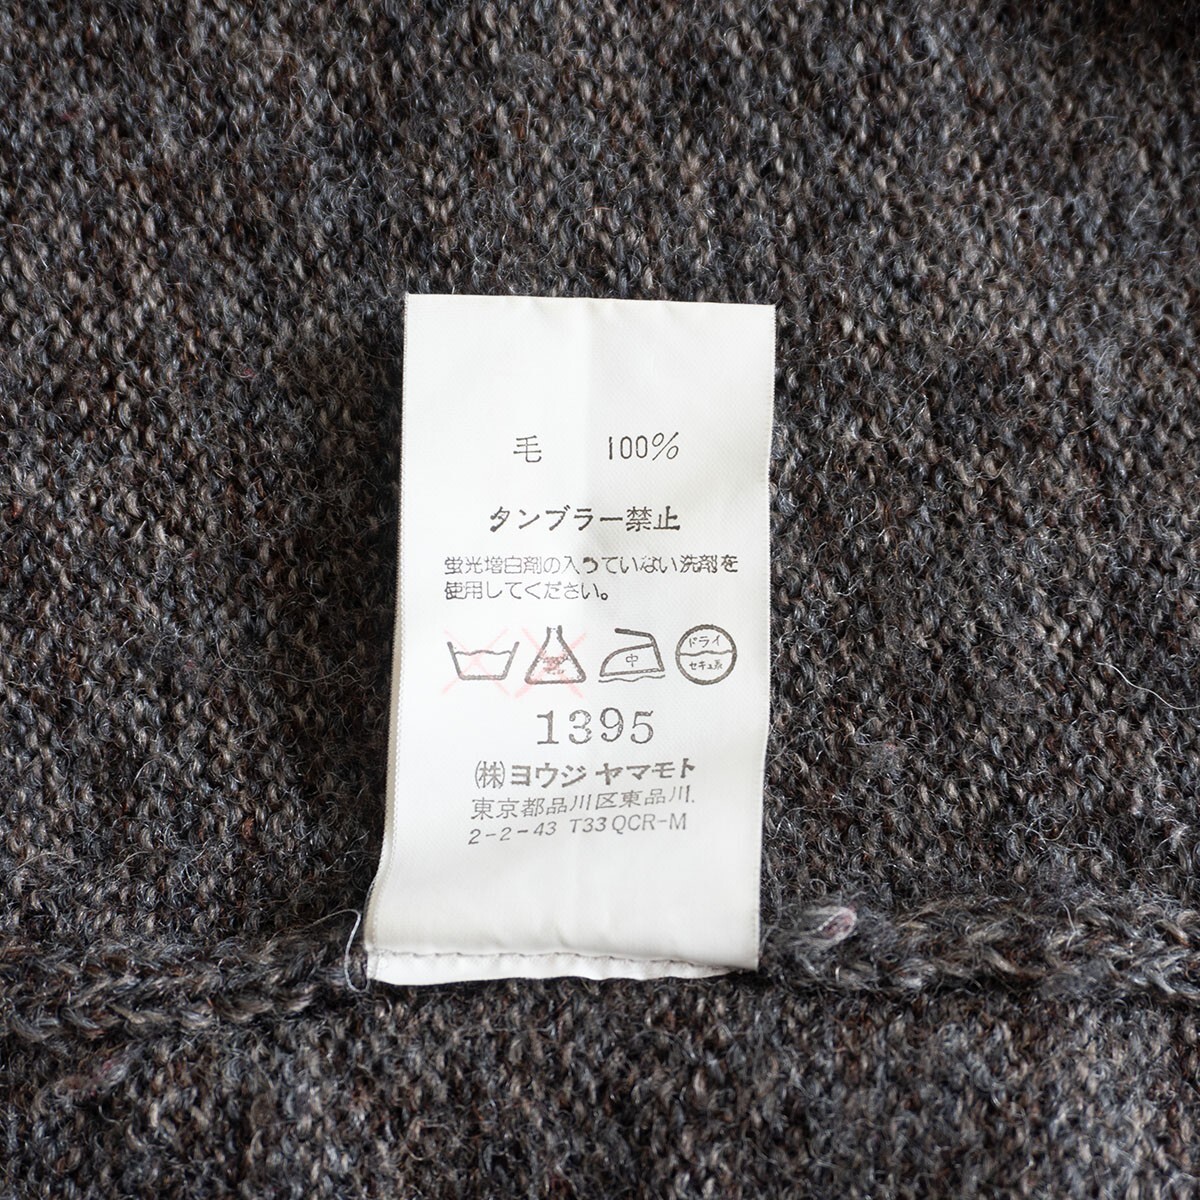 毛 100%
タンブラー禁止
蛍光増白剤の入っていない洗剤を
使用してください。
中 ドライ
セキユ系
1395
(株)ヨウジ ヤマモト
東京都品川区東品川.
2-2-43 T33QCR-M